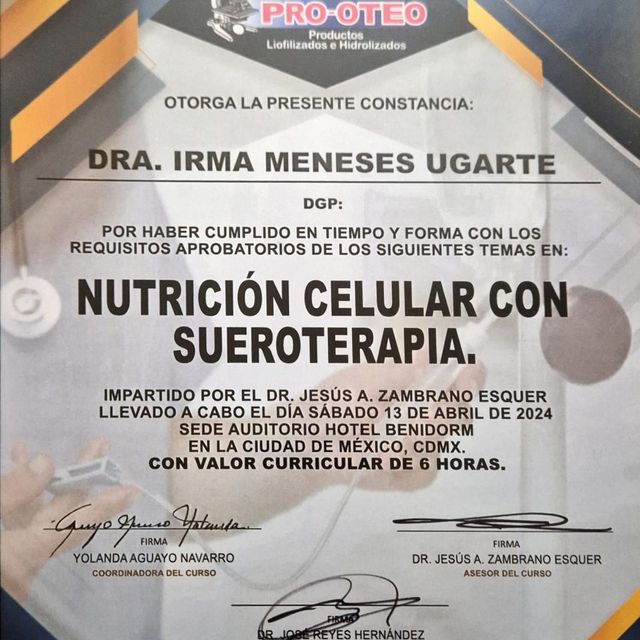 PRO-OTEO
Productos
Liofilizados e Hidrolizados
OTORGA LA PRESENTE CONSTANCIA:
DRA. IRMA MENESES UGARTE
DGP:
POR HABER CUMPLIDO EN TIEMPO Y FORMA CON LOS
REQUISITOS APROBATORIOS DE LOS SIGUIENTES TEMAS EN:
NUTRICIÓN CELULAR CON
SUEROTERAPIA.
IMPARTIDO POR EL DR. JESÚS A. ZAMBRANO ESQUER
LLEVADO A CABO EL DÍA SÁBADO 13 DE ABRIL DE 2024
SEDE AUDITORIO HOTEL BENIDORM
EN LA CIUDAD DE MÉXICO, CDMX.
CON VALOR CURRICULAR DE 6 HORAS.
FIRMA
YOLANDA AGUAYO NAVARRO
COORDINADORA DEL CURSO
FIRMA
DR. JESÚS A. ZAMBRANO ESQUER
ASESOR DEL CURSO
FIRMA
DR. JOSÉ REYES HERNÁNDEZ